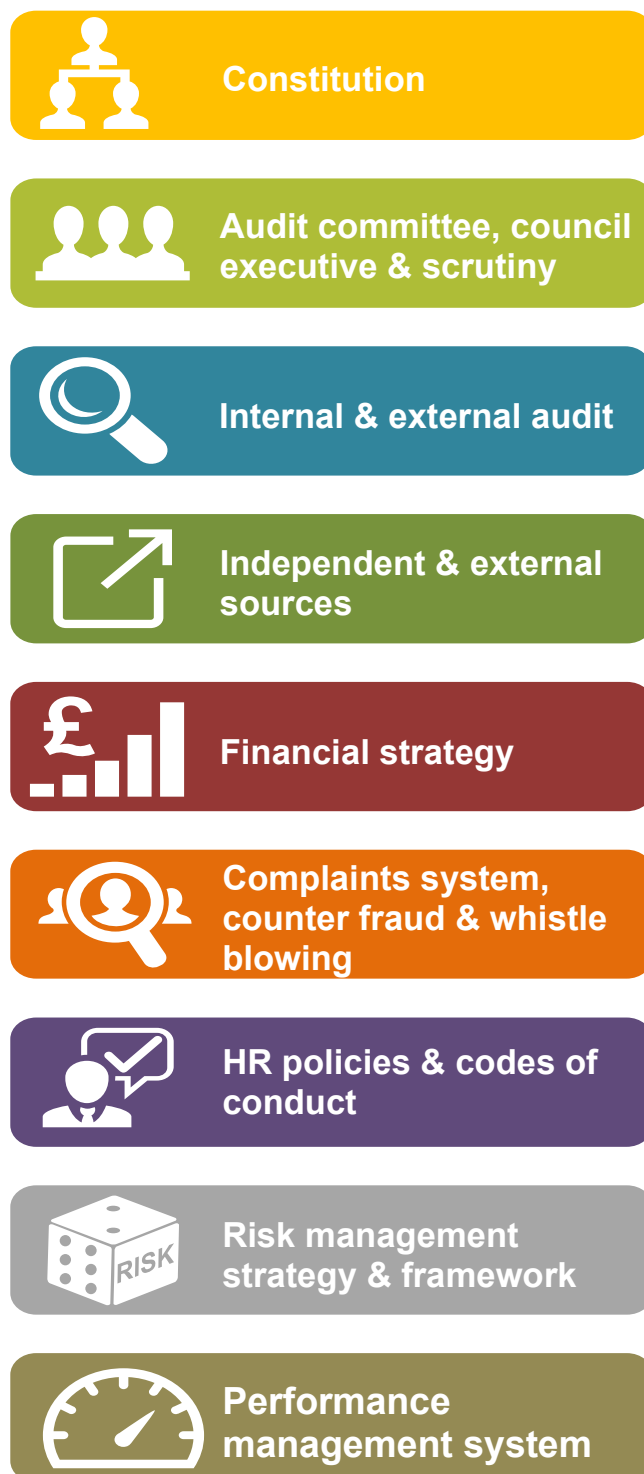 Constitution
Audit committee, council
executive & scrutiny
Internal & external audit
Independent & external
sources
£
Financial strategy
Complaints system,
counter fraud & whistle
blowing
HR policies & codes of
conduct
RISK
Risk management
strategy & framework
Performance
management system